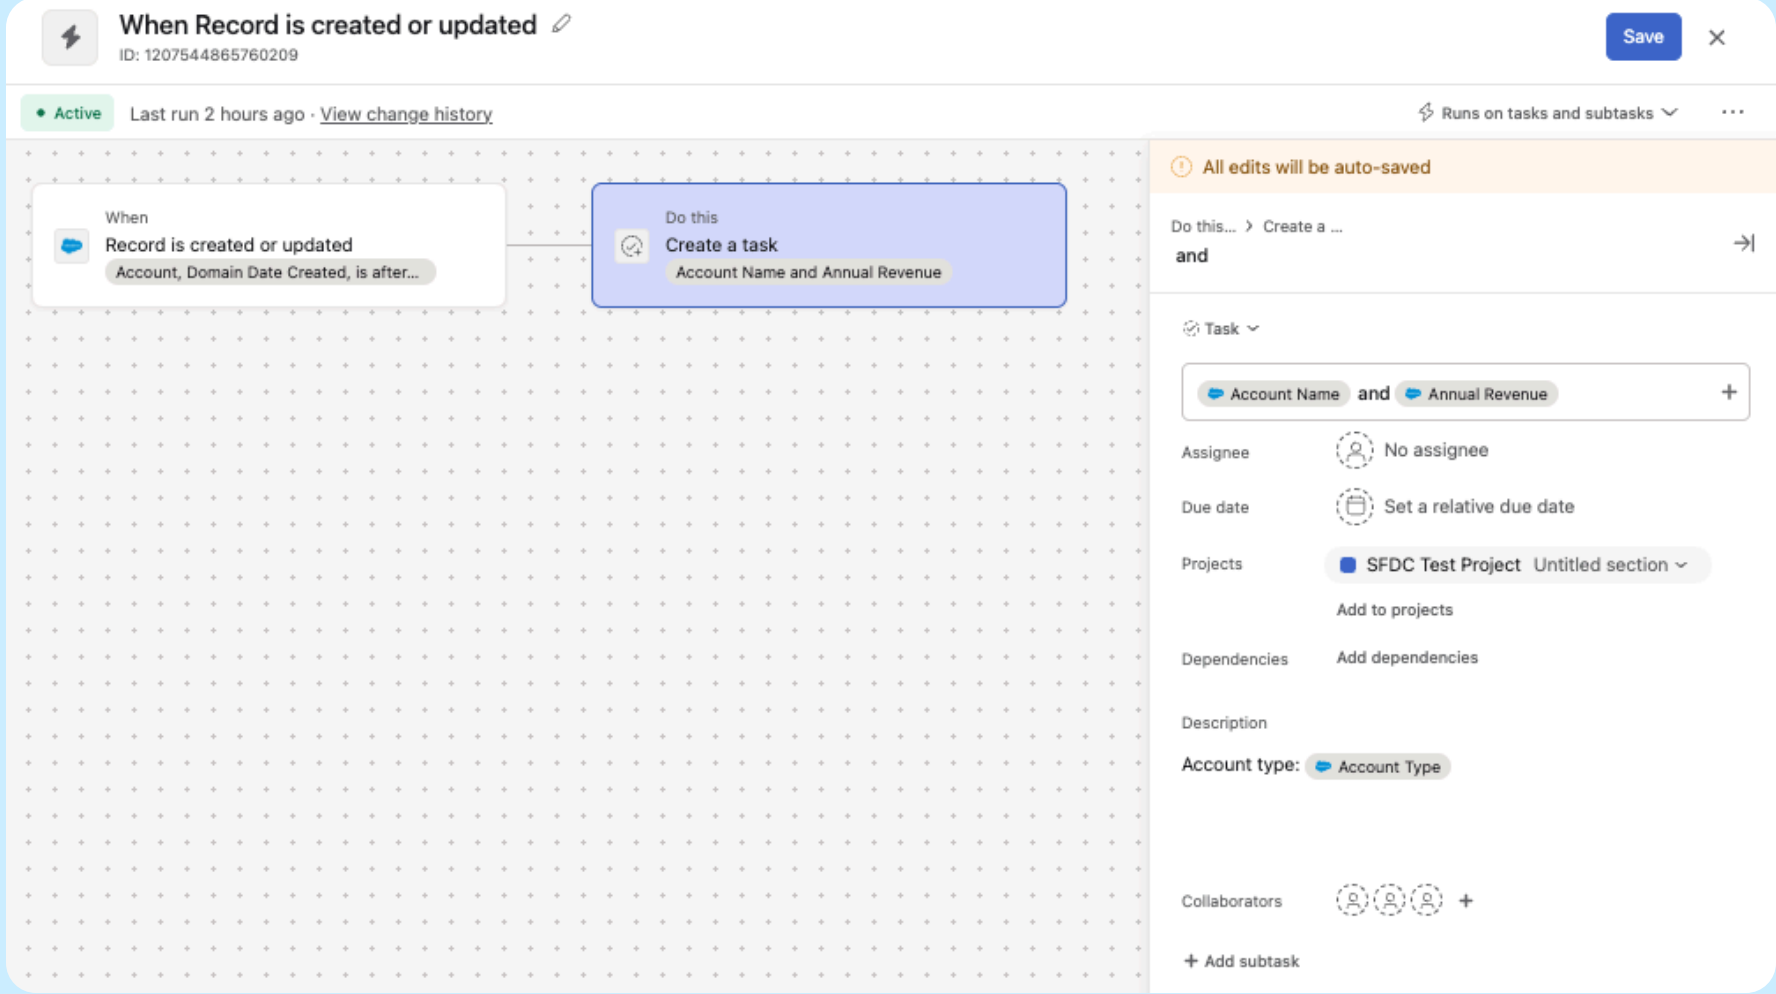 When Record is created or updated
ID: 1207544865760209
Save
Active
Last run 2 hours ago · View change history
Runs on tasks and subtasks
When
Record is created or updated
Account, Domain Date Created, is after...
Do this
Create a task
Account Name and Annual Revenue
All edits will be auto-saved
Do this... > Create a ...
and
Task
Account Name and Annual Revenue
Assignee No assignee
Due date Set a relative due date
Projects SFDC Test Project Untitled section
Add to projects
Dependencies Add dependencies
Description
Account type: Account Type
Collaborators
+ Add subtask